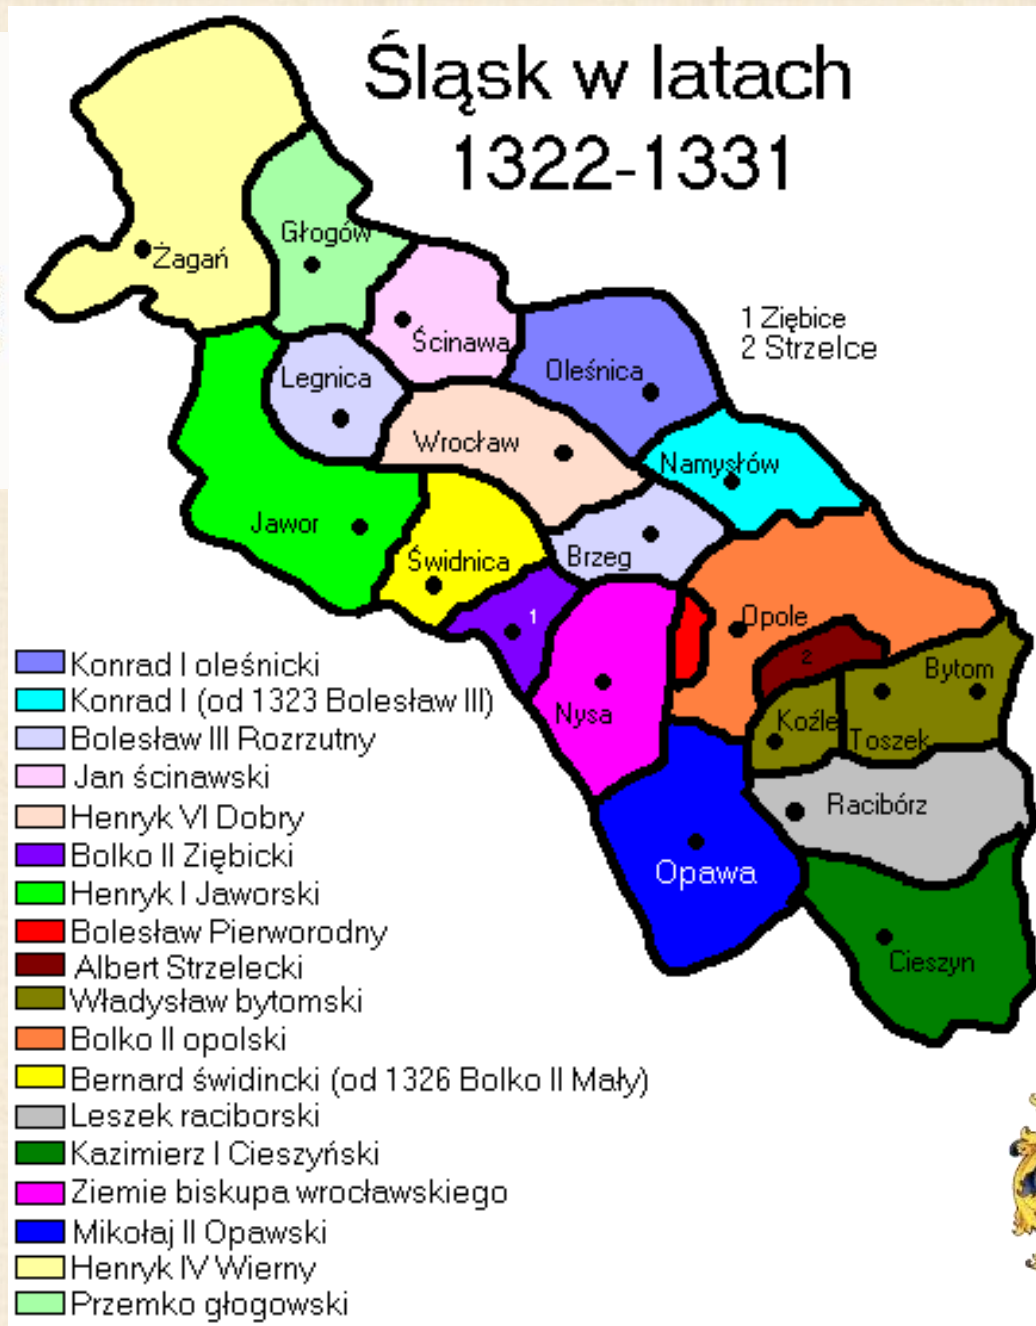 Śląsk w latach
1322-1331
Głogów
Żagań
1 Ziębice
2 Strzelce
Ścinawa
Legnica
Oleśnica
Wrocław
Namysłów
Jawor
Brzeg
Świdnica
1
Opole
2
Bytom
Nysa
Koźle
Toszek
Racibórz
Opawa
Cieszyn
Konrad I oleśnicki
Konrad I (od 1323 Bolesław III)
Bolesław III Rozrzutny
Jan ścinawski
Henryk VI Dobry
Bolko II Ziębicki
Henryk I Jaworski
Bolesław Pierworodny
Albert Strzelecki
Władysław bytomski
Bolko II opolski
Bernard świdincki (od 1326 Bolko II Mały)
Leszek raciborski
Kazimierz I Cieszyński
Ziemie biskupa wrocławskiego
Mikołaj II Opawski
Henryk IV Wierny
Przemko głogowski